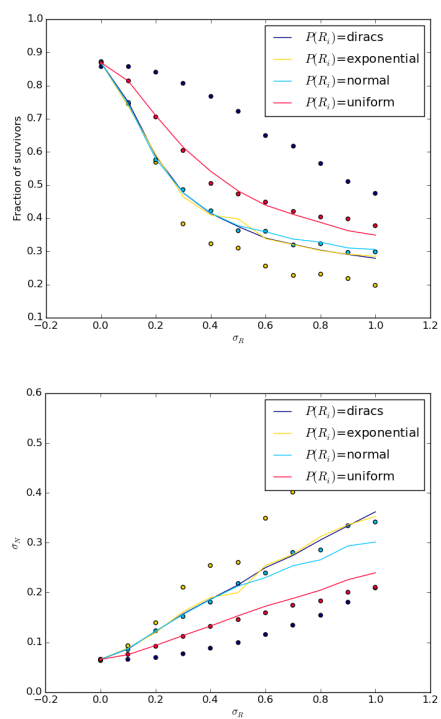 1.0
0.9
0.8
0.7
0.6
0.5
0.4
0.3
0.2
0.1
Fraction of survivors
P(R_i)=diracs
P(R_i)=exponential
P(R_i)=normal
P(R_i)=uniform
−0.2 0.0 0.2 0.4 0.6 0.8 1.0 1.2
σ_R
0.6
0.5
0.4
0.3
0.2
0.1
0.0
σ_N
P(R_i)=diracs
P(R_i)=exponential
P(R_i)=normal
P(R_i)=uniform
−0.2 0.0 0.2 0.4 0.6 0.8 1.0 1.2
σ_R